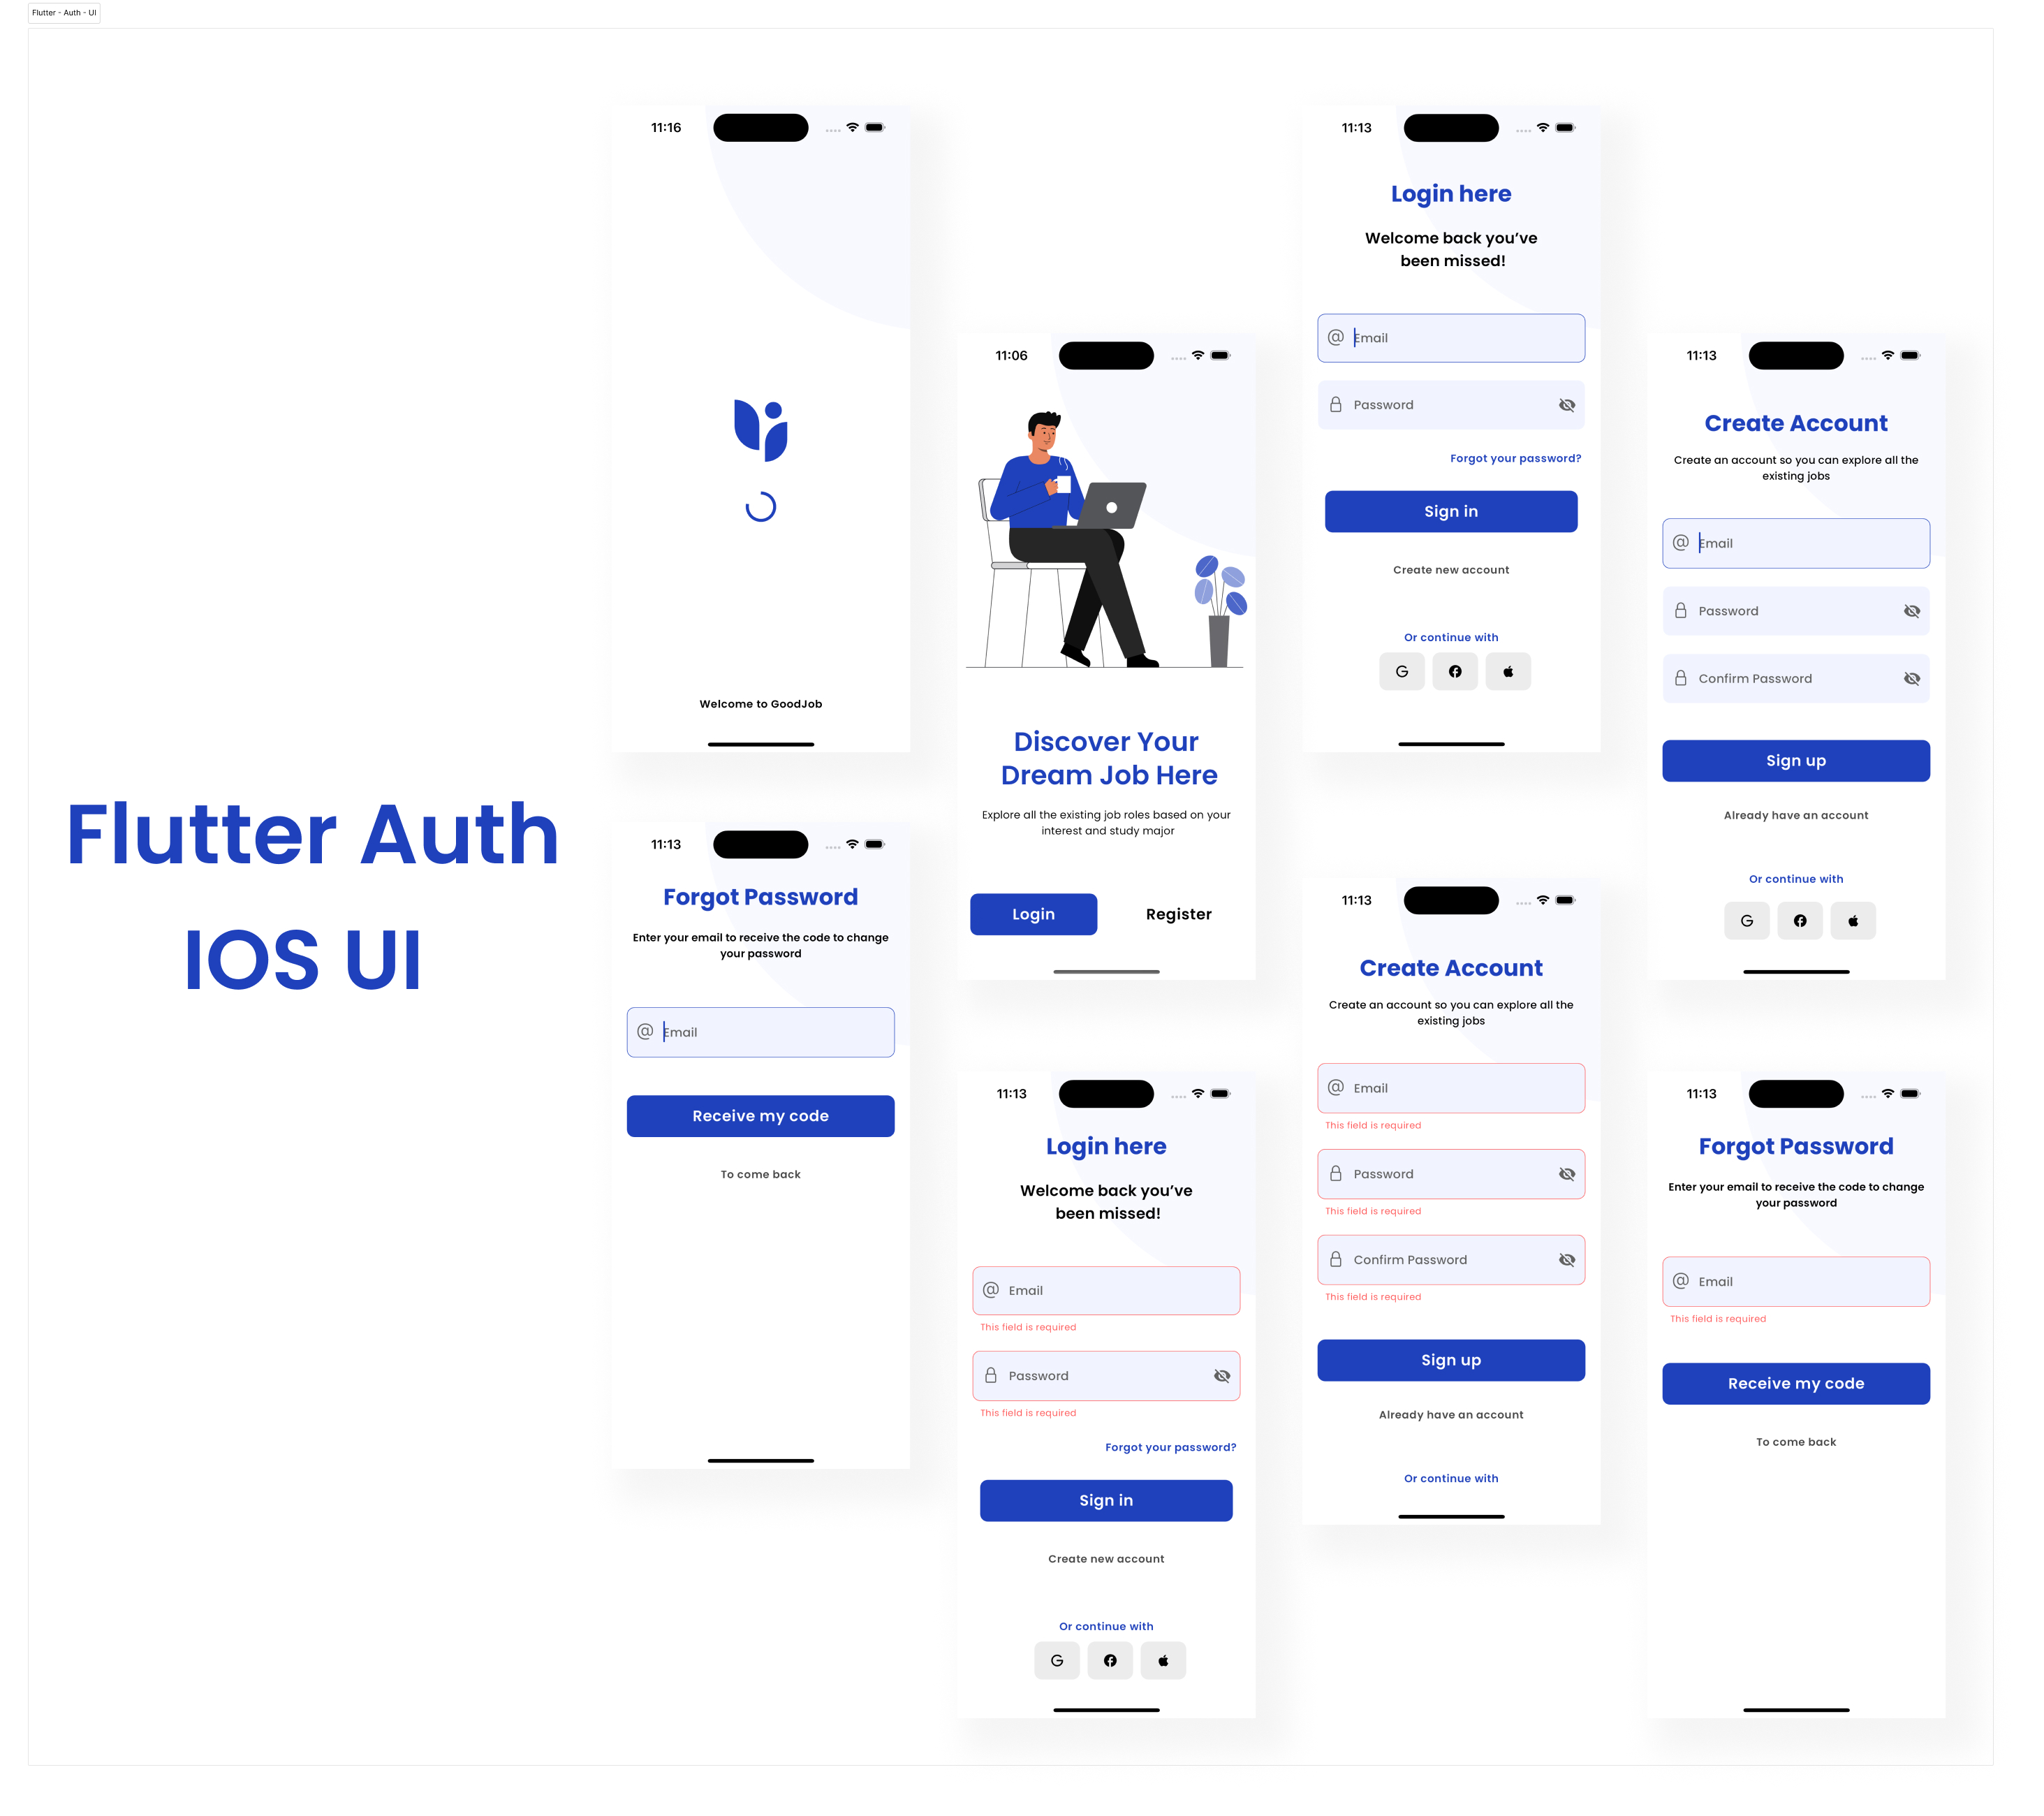 Flutter - Auth - UI
Flutter Auth
IOS UI
11:16
Welcome to GoodJob
11:13
Forgot Password
Enter your email to receive the code to change
your password
@ Email
Receive my code
To come back
11:06
Discover Your
Dream Job Here
Explore all the existing job roles based on your
interest and study major
Login
Register
11:13
Login here
Welcome back you’ve
been missed!
@ Email
This field is required
Password
This field is required
Forgot your password?
Sign in
Create new account
Or continue with
G
11:13
Login here
Welcome back you’ve
been missed!
@ Email
Password
Forgot your password?
Sign in
Create new account
Or continue with
G
11:13
Create Account
Create an account so you can explore all the
existing jobs
@ Email
This field is required
Password
This field is required
Confirm Password
This field is required
Sign up
Already have an account
Or continue with
11:13
Create Account
Create an account so you can explore all the
existing jobs
@ Email
Password
Confirm Password
Sign up
Already have an account
Or continue with
G
11:13
Forgot Password
Enter your email to receive the code to change
your password
@ Email
This field is required
Receive my code
To come back